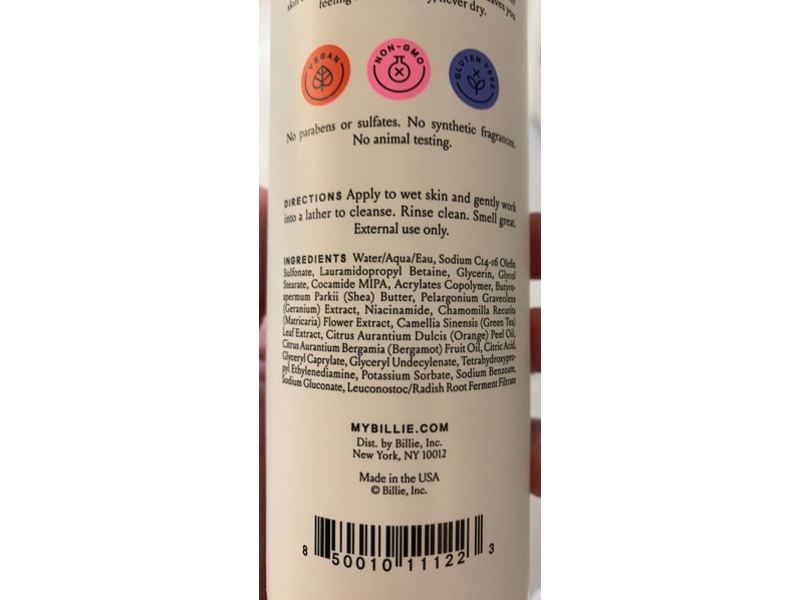 feeling
never dry.
VEGAN
NON-GMO
GLUTEN FREE
No parabens or sulfates. No synthetic fragrances.
No animal testing.
DIRECTIONS Apply to wet skin and gently work
into a lather to cleanse. Rinse clean. Smell great.
External use only.
INGREDIENTS Water/Aqua/Eau, Sodium C14-16 Olefin
Sulfonate, Lauramidopropyl Betaine, Glycerin, Glycol
Stearate, Cocamide MIPA, Acrylates Copolymer, Butyro-
spermum Parkii (Shea) Butter, Pelargonium Graveolens
(Geranium) Extract, Niacinamide, Chamomilla Recutita
(Matricaria) Flower Extract, Camellia Sinensis (Green Tea)
Leaf Extract, Citrus Aurantium Dulcis (Orange) Peel Oil,
Citrus Aurantium Bergamia (Bergamot) Fruit Oil, Citric Acid,
Glyceryl Caprylate, Glyceryl Undecylenate, Tetrahydroxypro-
pyl Ethylenediamine, Potassium Sorbate, Sodium Benzoate,
Sodium Gluconate, Leuconostoc/Radish Root Ferment Filtrate
MYBILLIE.COM
Dist. by Billie, Inc.
New York, NY 10012
Made in the USA
© Billie, Inc.
8 50010 11122 3